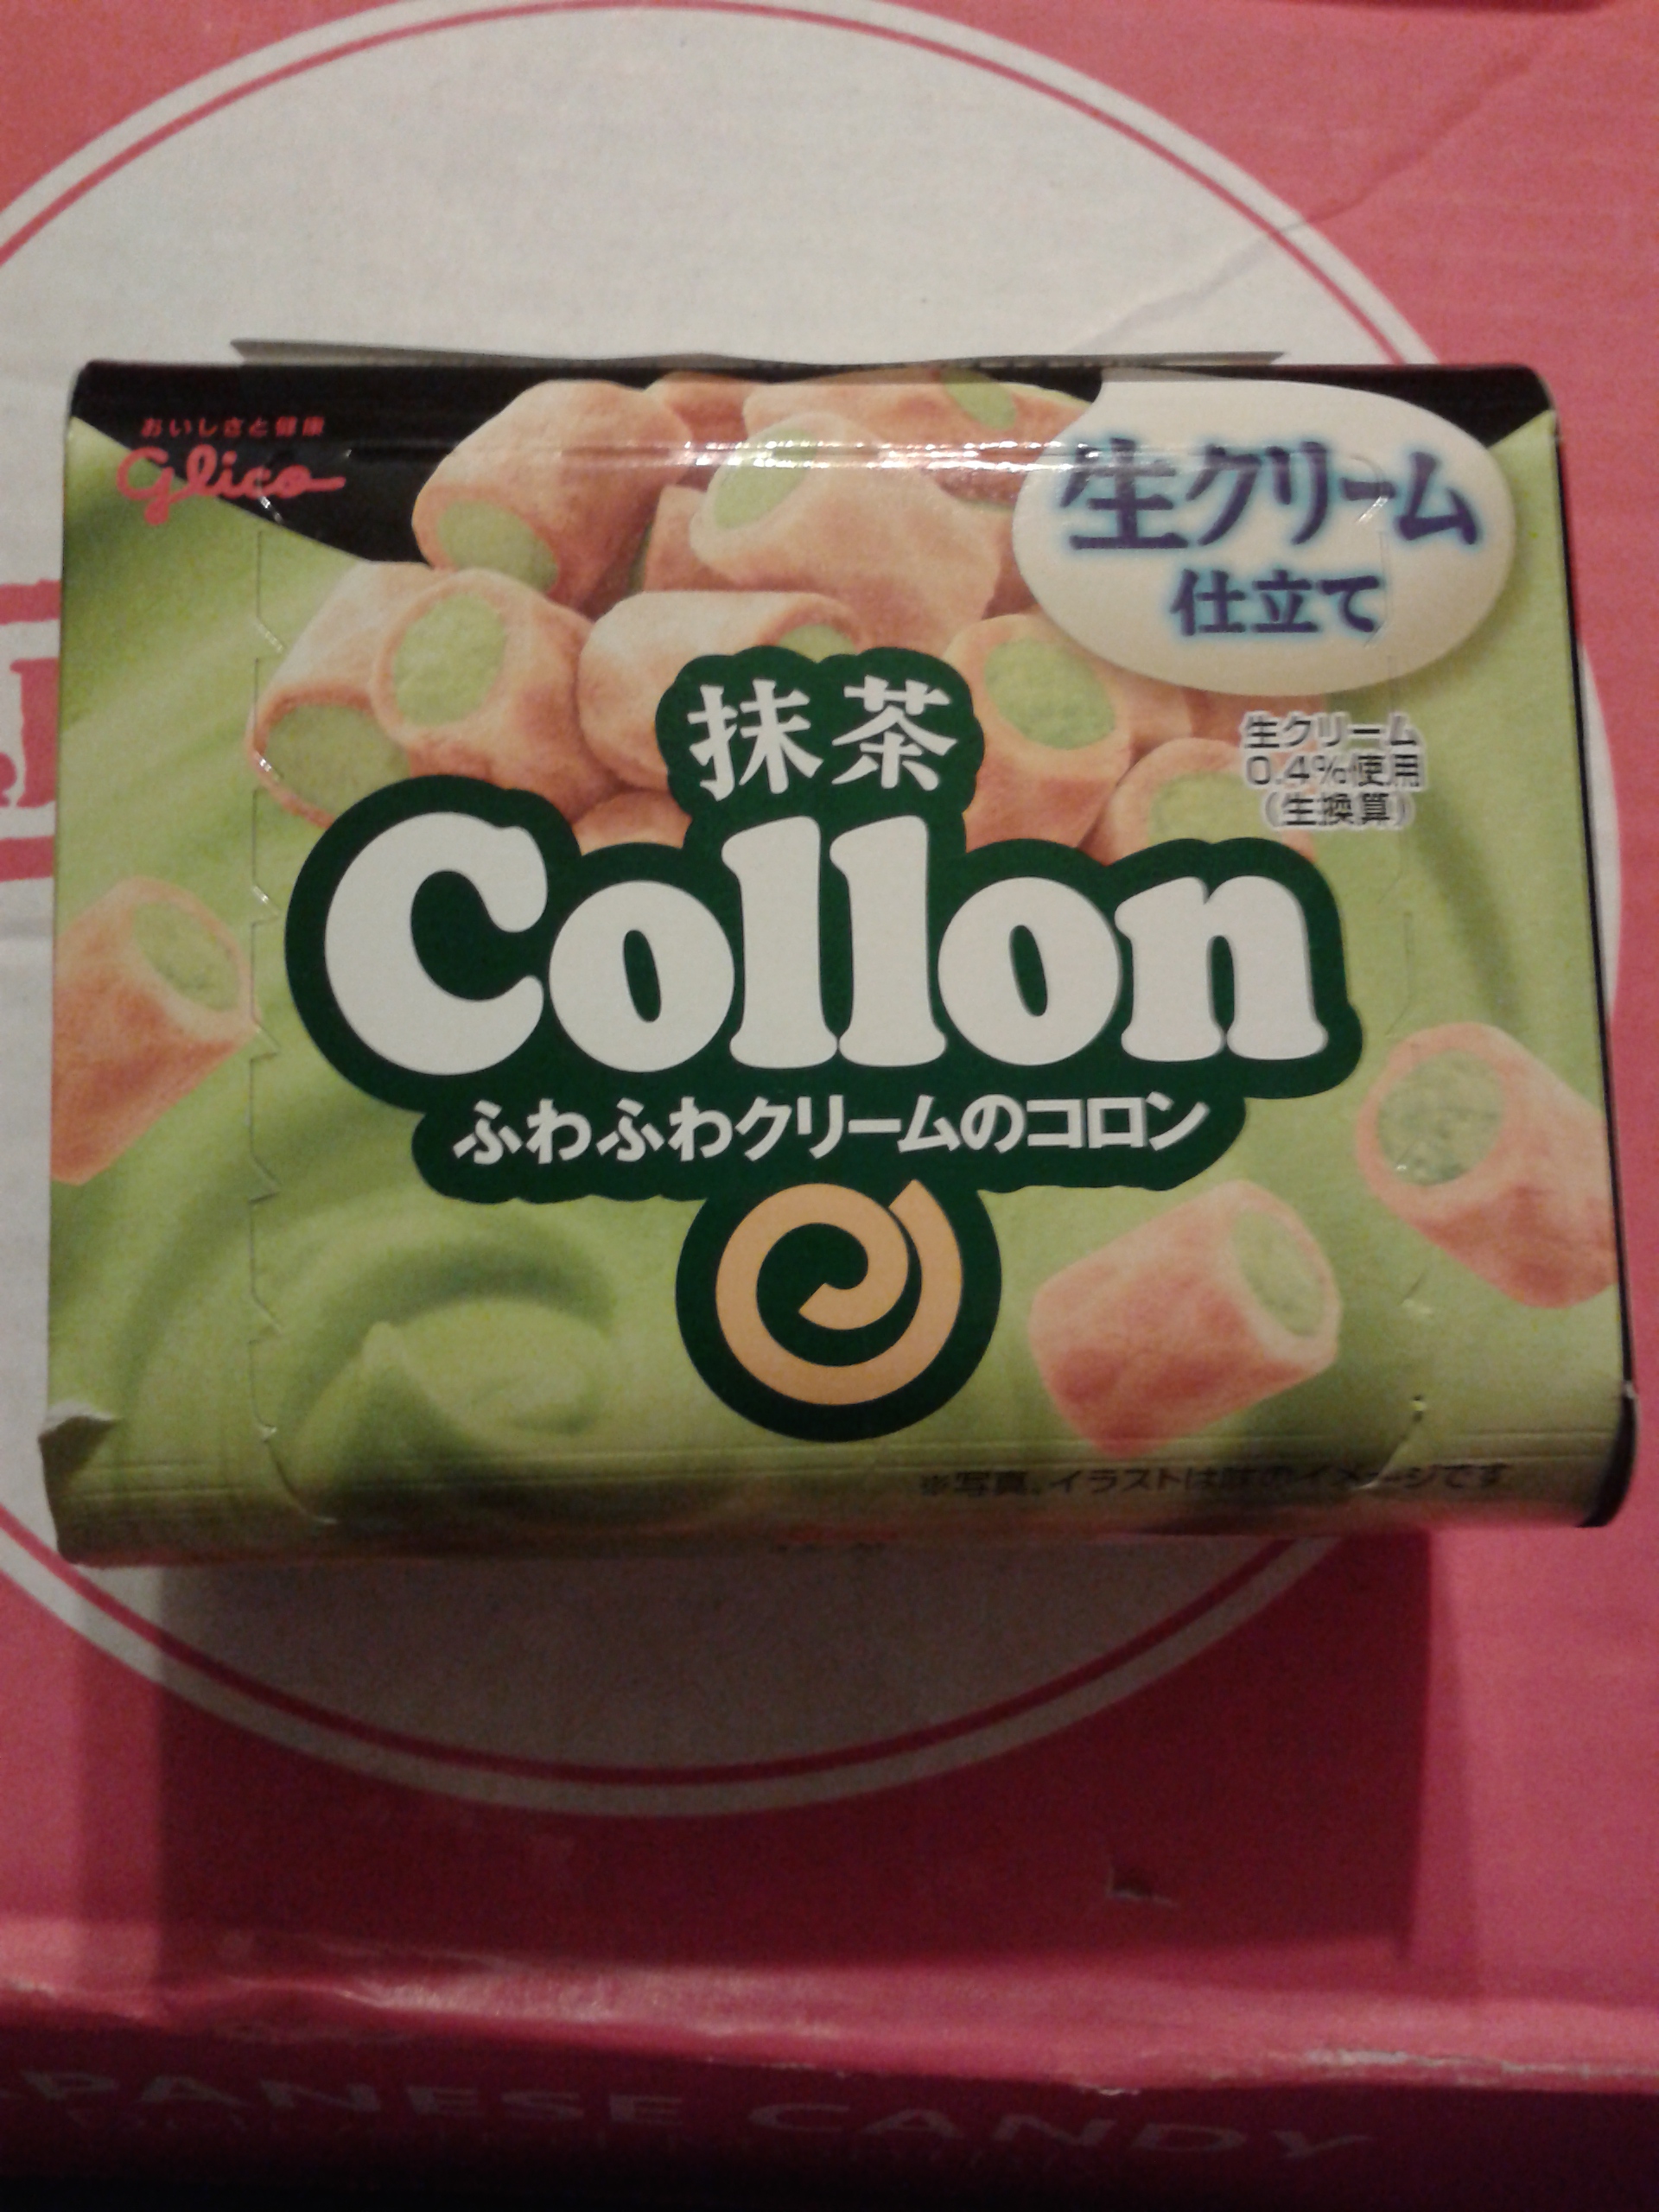 おいしさと健康
glico
生クリーム
仕立て
生クリーム
0.4%使用
(生換算)
抹茶
Collon
ふわふわクリームのコロン
※写真、イラストは味のイメージです
CANDY